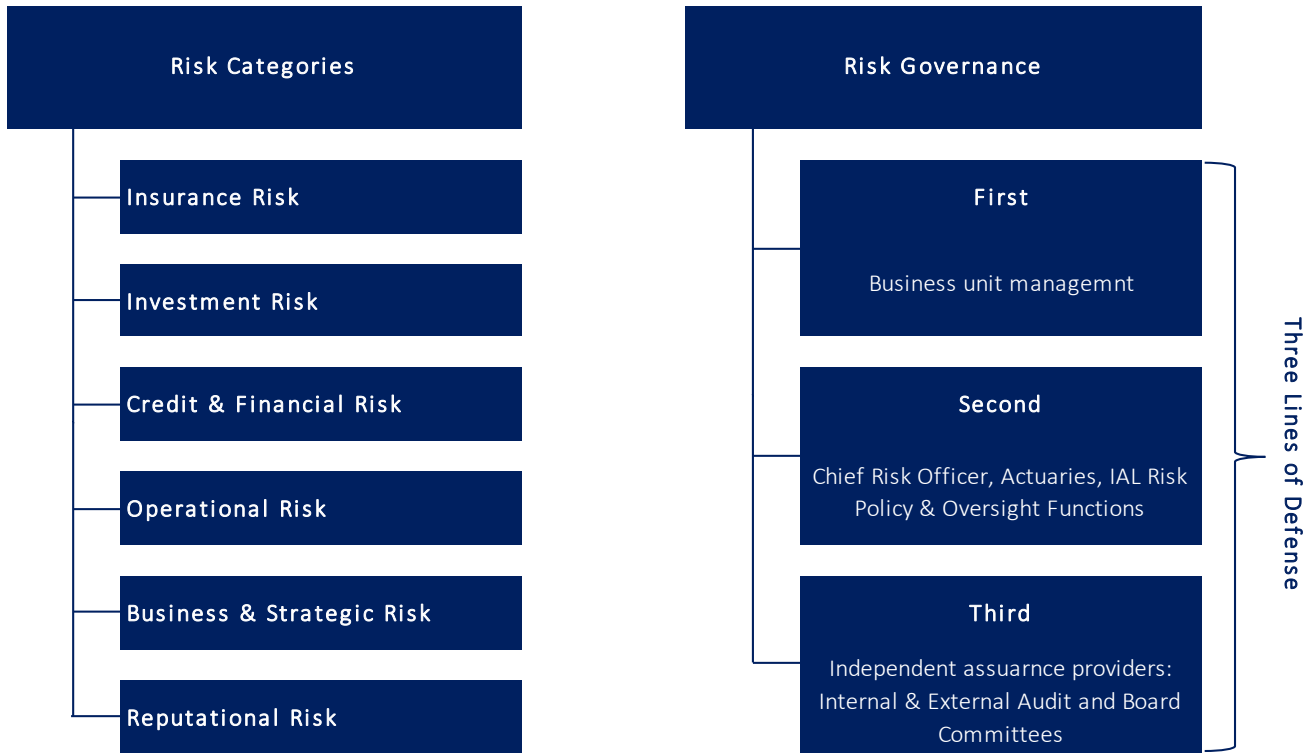 Risk Categories
Insurance Risk
Investment Risk
Credit & Financial Risk
Operational Risk
Business & Strategic Risk
Reputational Risk
Risk Governance
First
Business unit managemnt
Second
Chief Risk Officer, Actuaries, IAL Risk
Policy & Oversight Functions
Third
Independent assuarnce providers:
Internal & External Audit and Board
Committees
Three Lines of Defense